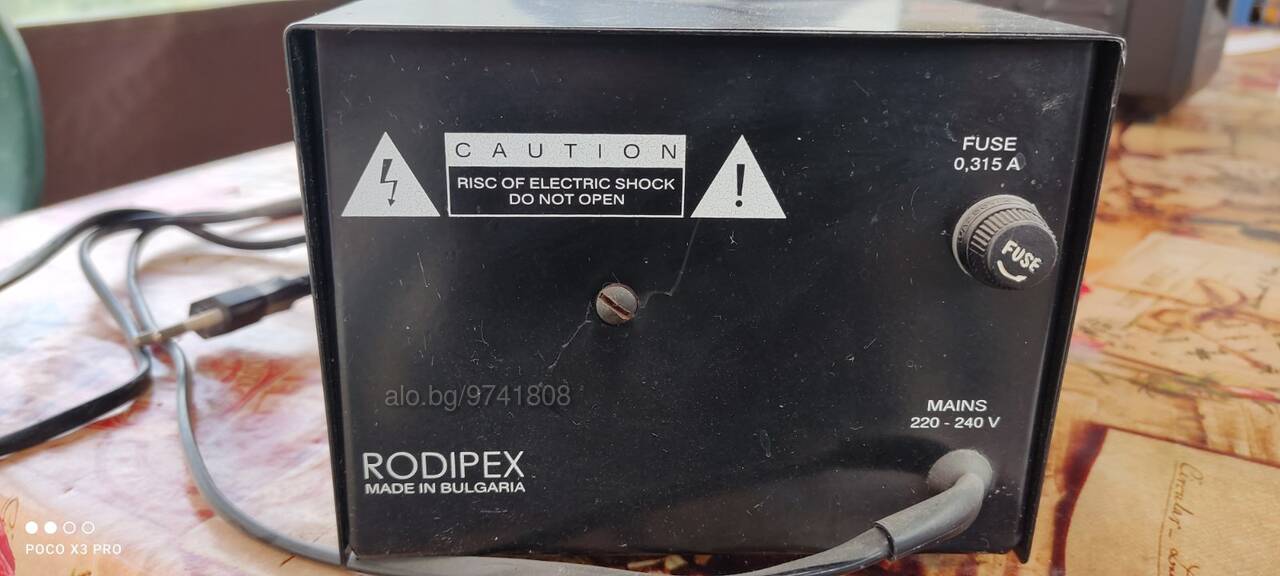 CAUTION
RISC OF ELECTRIC SHOCK
DO NOT OPEN
FUSE
0,315 A
FUSE
alo.bg/9741808
MAINS
220 - 240 V
RODIPEX
MADE IN BULGARIA
POCO X3 PRO